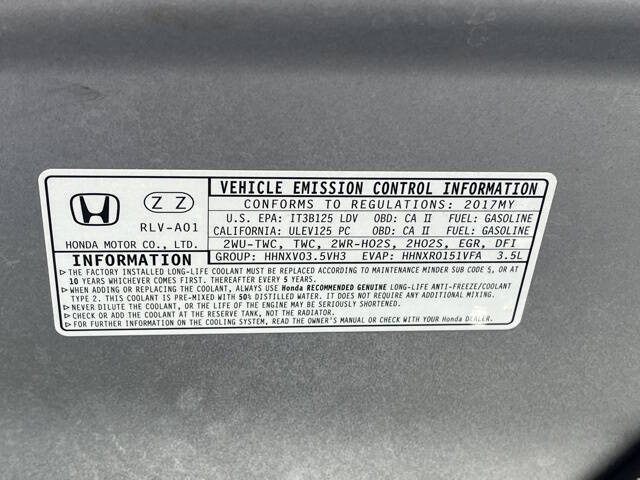 VEHICLE EMISSION CONTROL INFORMATION
CONFORMS TO REGULATIONS: 2017MY
Z Z
RLV-A01
HONDA MOTOR CO., LTD.
U.S. EPA: IT3B125 LDV OBD: CA II FUEL: GASOLINE
CALIFORNIA: ULEV125 PC OBD: CA II FUEL: GASOLINE
2WU-TWC, TWC, 2WR-HO2S, 2HO2S, EGR, DFI
GROUP: HHNXV03.5VH3 EVAP: HHNXR0151VFA 3.5L
INFORMATION
▷THE FACTORY INSTALLED LONG-LIFE COOLANT MUST BE REPLACED ACCORDING TO MAINTENANCE MINDER SUB CODE 5, OR AT
10 YEARS WHICHEVER COMES FIRST. THEREAFTER EVERY 5 YEARS.
▷WHEN ADDING OR REPLACING COOLANT, ALWAYS USE Honda RECOMMENDED GENUINE LONG-LIFE ANTI-FREEZE/COOLANT
TYPE 2. THIS COOLANT IS PRE-MIXED WITH 50% DISTILLED WATER. IT DOES NOT REQUIRE ANY ADDITIONAL MIXING.
▷NEVER DILUTE THE COOLANT, OR THE ENGINE MAY BE SERIOUSLY SUBJECT TO CORROSION OR FREEZING.
▷CHECK OR ADD THE COOLANT AT THE RESERVE TANK, NOT THE RADIATOR.
▷FOR FURTHER INFORMATION ON THE COOLING SYSTEM, READ THE OWNER'S MANUAL OR CHECK WITH YOUR Honda DEALER.